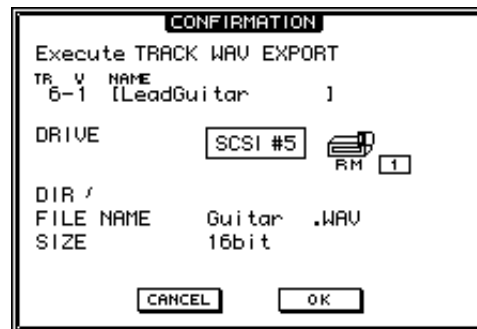 CONFIRMATION
Execute TRACK WAV EXPORT
TR V NAME
6-1 [LeadGuitar ]
DRIVE SCSI #5
RM 1
DIR /
FILE NAME Guitar .WAV
SIZE 16bit
CANCEL OK